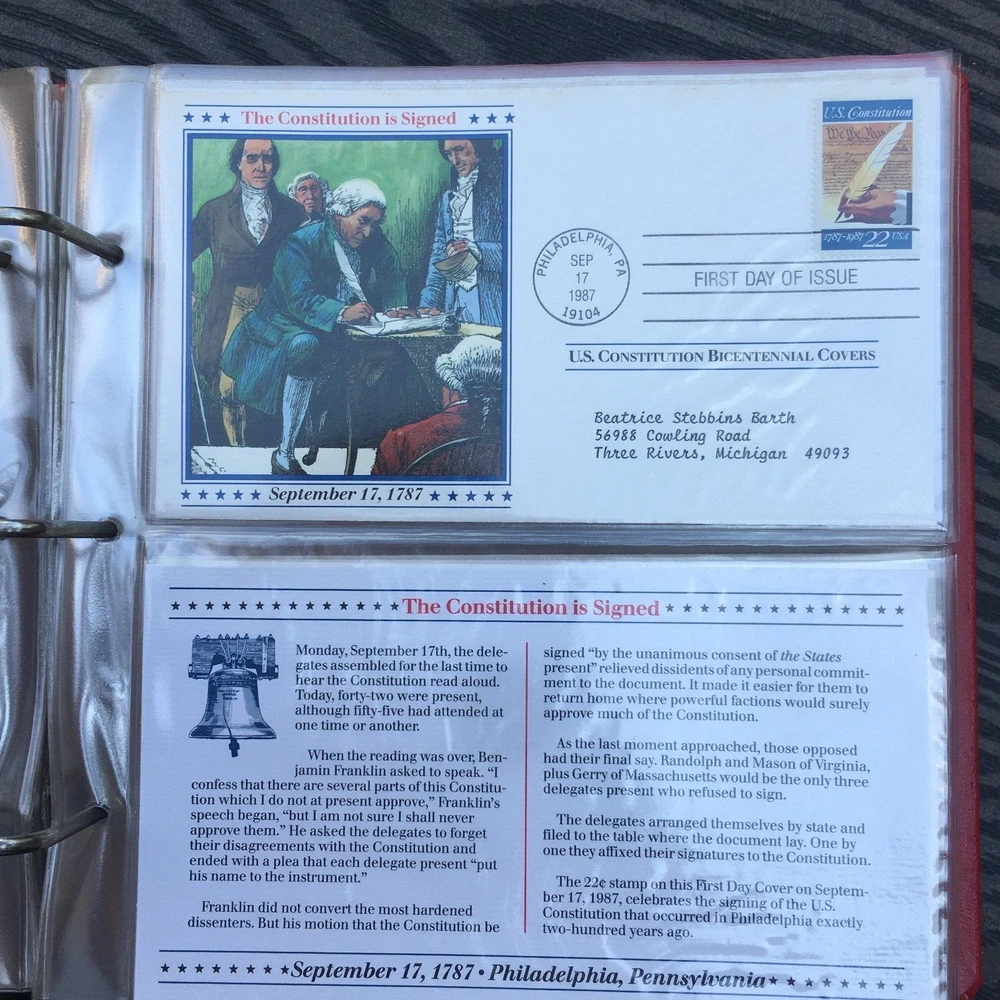 ★ ★ ★ The Constitution is Signed ★ ★ ★
U.S. Constitution
We the People
1787-1987 22 USA
PHILADELPHIA, PA
SEP
17
1987
19104
FIRST DAY OF ISSUE
U.S. CONSTITUTION BICENTENNIAL COVERS
Beatrice Stebbins Barth
56988 Cowling Road
Three Rivers, Michigan 49093
★ ★ ★ ★ ★ September 17, 1787 ★ ★ ★ ★ ★
The Constitution is Signed
Monday, September 17th, the dele-
gates assembled for the last time to
hear the Constitution read aloud.
Today, forty-two were present,
although fifty-five had attended at
one time or another.
When the reading was over, Ben-
jamin Franklin asked to speak. “I
confess that there are several parts of this Constitu-
tion which I do not at present approve,” Franklin’s
speech began, “but I am not sure I shall never
approve them.” He asked the delegates to forget
their disagreements with the Constitution and
ended with a plea that each delegate present “put
his name to the instrument.”
Franklin did not convert the most hardened
dissenters. But his motion that the Constitution be
signed “by the unanimous consent of the States
present” relieved dissidents of any personal commit-
ment to the document. It made it easier for them to
return home where powerful factions would surely
approve much of the Constitution.
As the last moment approached, those opposed
had their final say. Randolph and Mason of Virginia,
plus Gerry of Massachusetts would be the only three
delegates present who refused to sign.
The delegates arranged themselves by state and
filed to the table where the document lay. One by
one they affixed their signatures to the Constitution.
The 22¢ stamp on this First Day Cover on Septem-
ber 17, 1987, celebrates the signing of the U.S.
Constitution that occurred in Philadelphia exactly
two-hundred years ago.
September 17, 1787 • Philadelphia, Pennsylvania